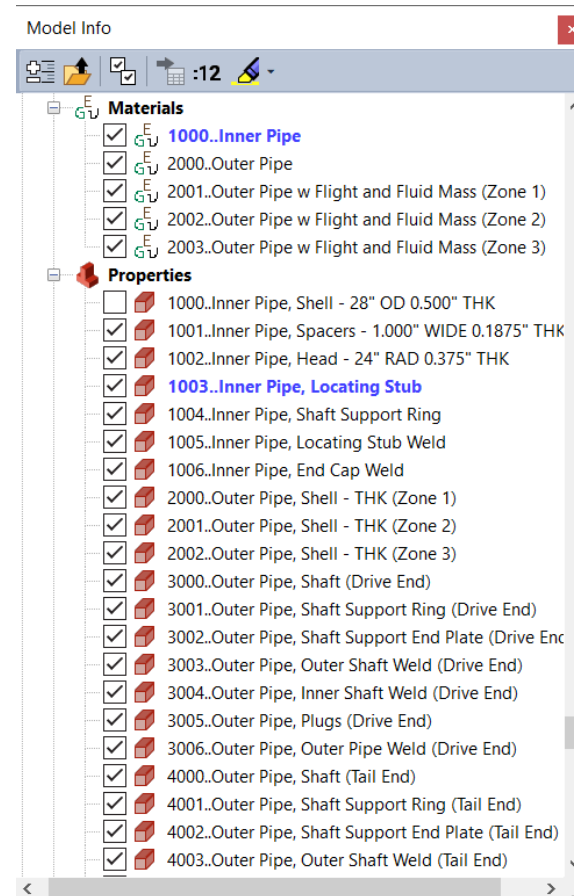 Model Info
:12
Materials
1000..Inner Pipe
2000..Outer Pipe
2001..Outer Pipe w Flight and Fluid Mass (Zone 1)
2002..Outer Pipe w Flight and Fluid Mass (Zone 2)
2003..Outer Pipe w Flight and Fluid Mass (Zone 3)
Properties
1000..Inner Pipe, Shell - 28" OD 0.500" THK
1001..Inner Pipe, Spacers - 1.000" WIDE 0.1875" THK
1002..Inner Pipe, Head - 24" RAD 0.375" THK
1003..Inner Pipe, Locating Stub
1004..Inner Pipe, Shaft Support Ring
1005..Inner Pipe, Locating Stub Weld
1006..Inner Pipe, End Cap Weld
2000..Outer Pipe, Shell - THK (Zone 1)
2001..Outer Pipe, Shell - THK (Zone 2)
2002..Outer Pipe, Shell - THK (Zone 3)
3000..Outer Pipe, Shaft (Drive End)
3001..Outer Pipe, Shaft Support Ring (Drive End)
3002..Outer Pipe, Shaft Support End Plate (Drive Enc
3003..Outer Pipe, Outer Shaft Weld (Drive End)
3004..Outer Pipe, Inner Shaft Weld (Drive End)
3005..Outer Pipe, Plugs (Drive End)
3006..Outer Pipe, Outer Pipe Weld (Drive End)
4000..Outer Pipe, Shaft (Tail End)
4001..Outer Pipe, Shaft Support Ring (Tail End)
4002..Outer Pipe, Shaft Support End Plate (Tail End)
4003..Outer Pipe, Outer Shaft Weld (Tail End)